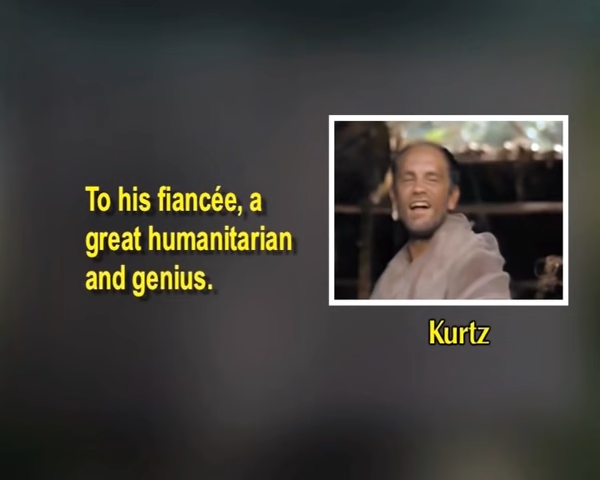 To his fiancée, a
great humanitarian
and genius.
Kurtz